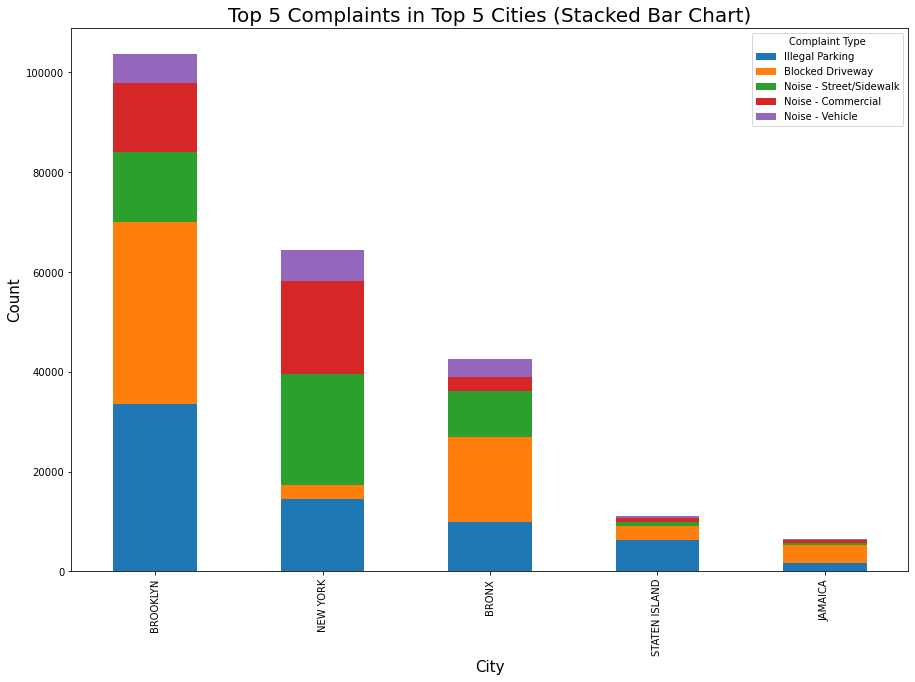 Top 5 Complaints in Top 5 Cities (Stacked Bar Chart)
Complaint Type
Illegal Parking
Blocked Driveway
Noise - Street/Sidewalk
Noise - Commercial
Noise - Vehicle
Count
100000
80000
60000
40000
20000
0
BROOKLYN
NEW YORK
BRONX
STATEN ISLAND
JAMAICA
City